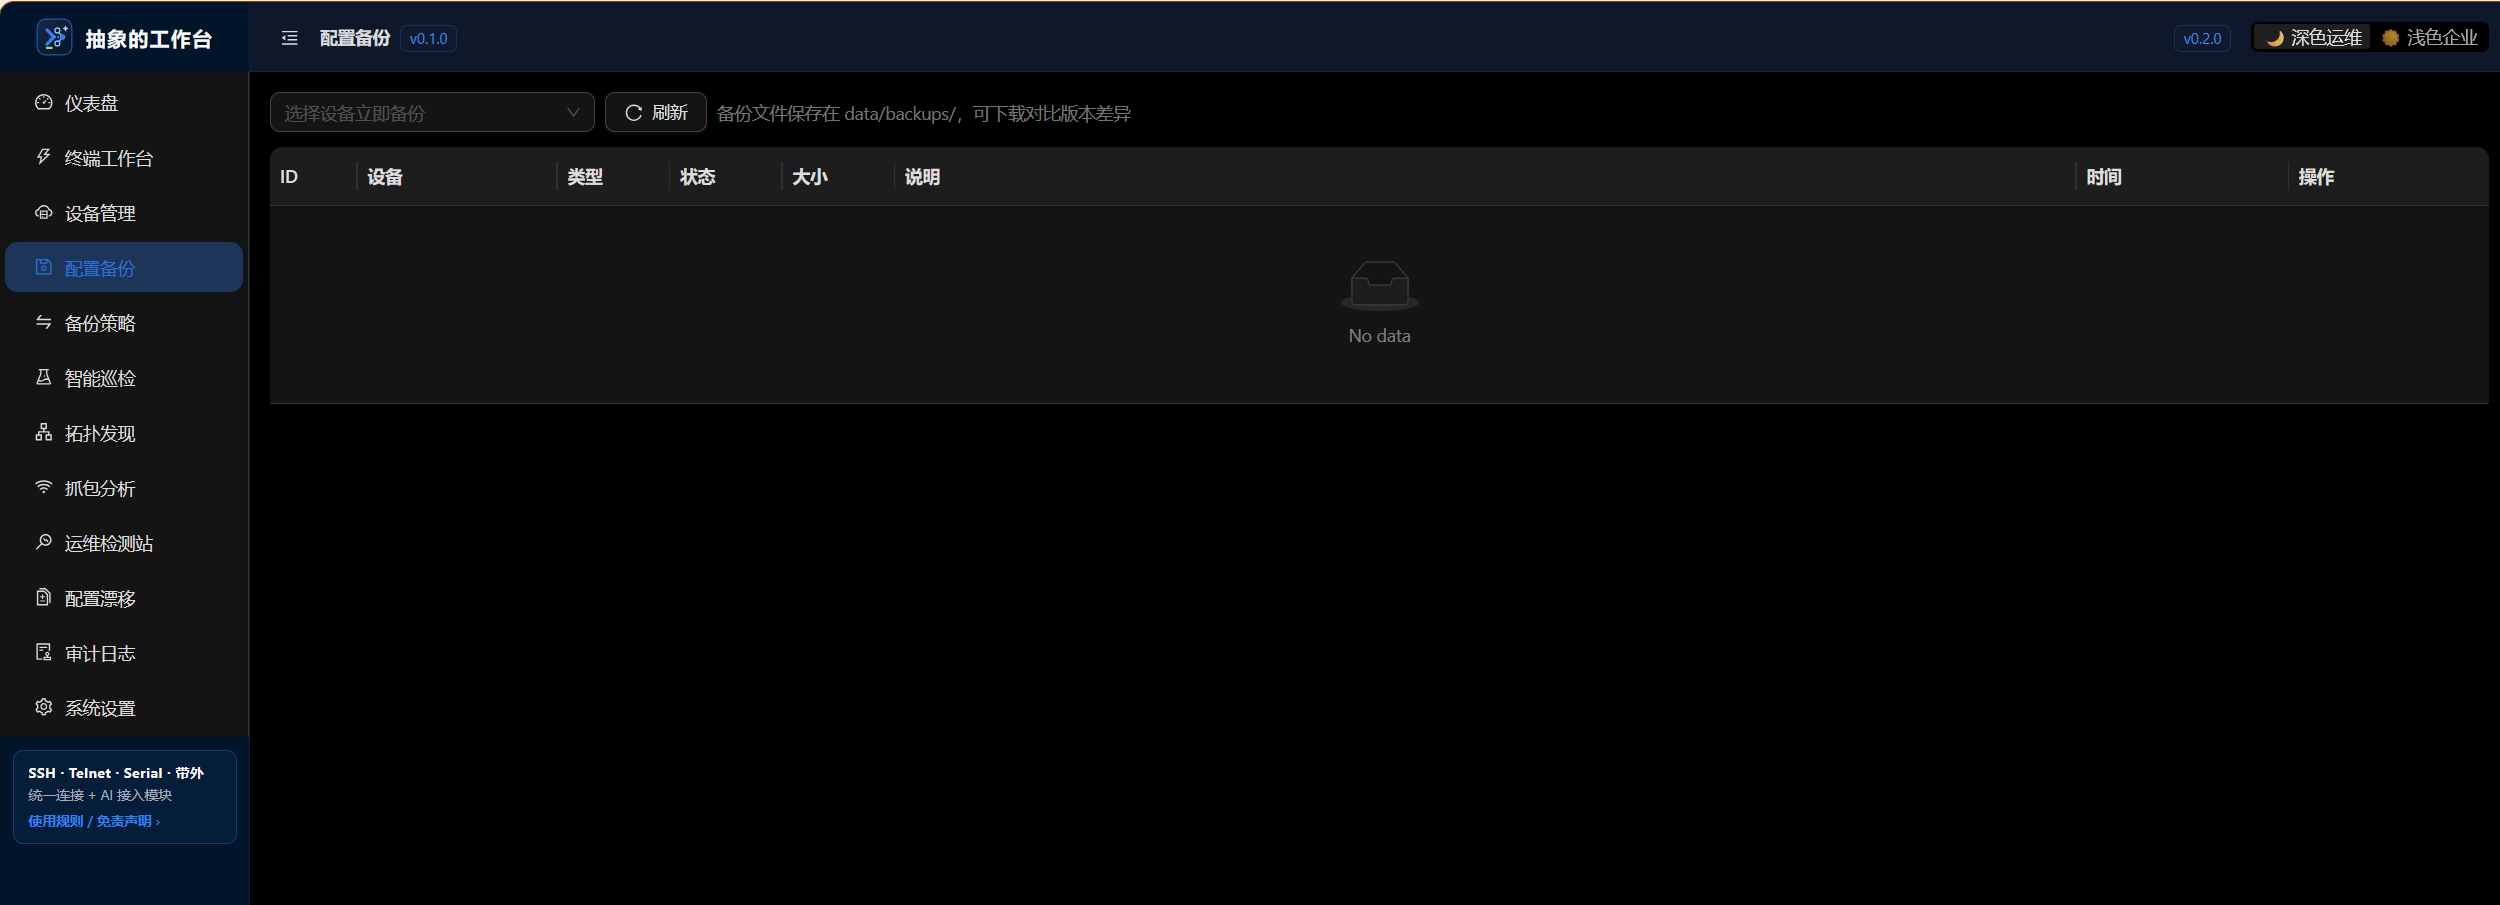 抽象的工作台
配置备份 v0.1.0
v0.2.0 深色运维 浅色企业
仪表盘
终端工作台
设备管理
配置备份
备份策略
智能巡检
拓扑发现
抓包分析
运维检测站
配置漂移
审计日志
系统设置
SSH · Telnet · Serial · 带外
统一连接 + AI 接入模块
使用规则 / 免责声明 ›
选择设备立即备份 刷新 备份文件保存在 data/backups/，可下载对比版本差异
ID 设备 类型 状态 大小 说明 时间 操作
No data